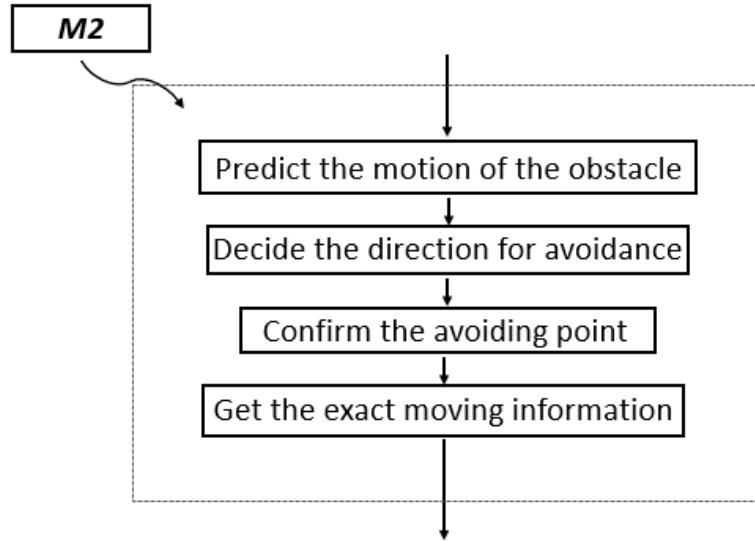 M2
Predict the motion of the obstacle
Decide the direction for avoidance
Confirm the avoiding point
Get the exact moving information